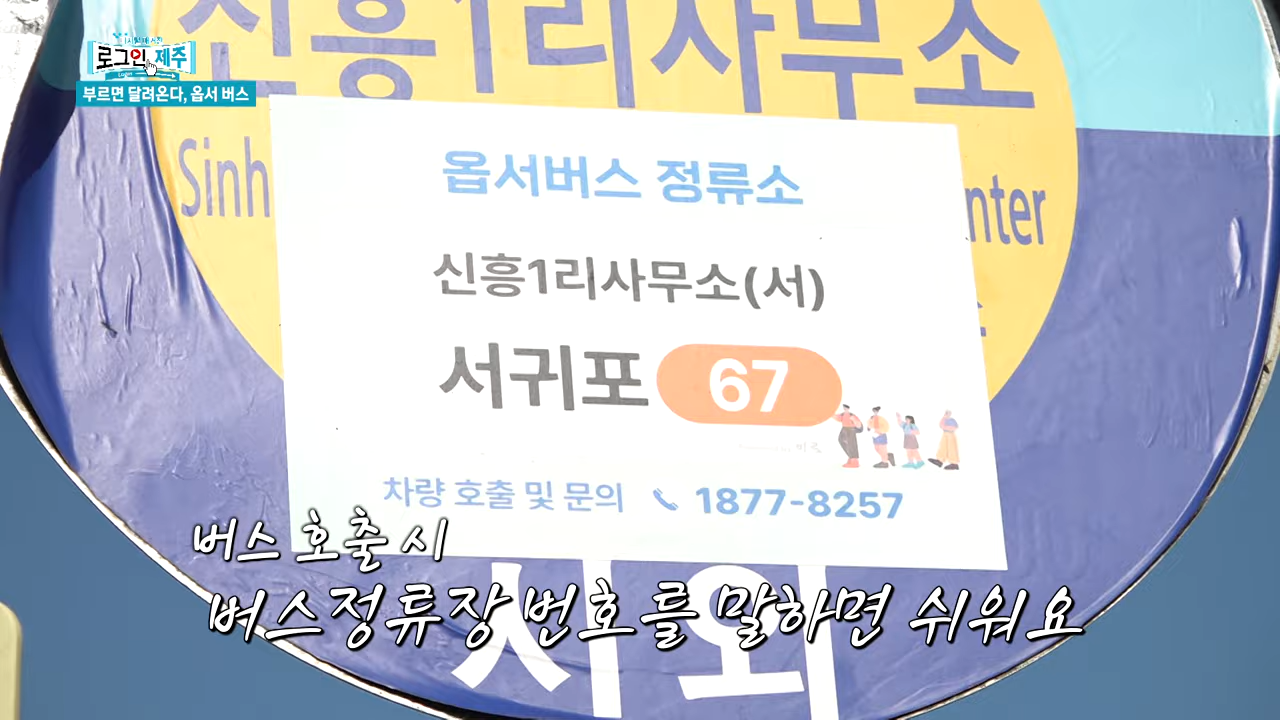 로그인 제주
부르면 달려온다, 옵서 버스
신흥1리사무소
Sinh
nter
옵서버스 정류소
신흥1리사무소(서)
서귀포 67
차량 호출 및 문의 1877-8257
버스 호출 시
버스정류장 번호를 말하면 쉬워요
시외